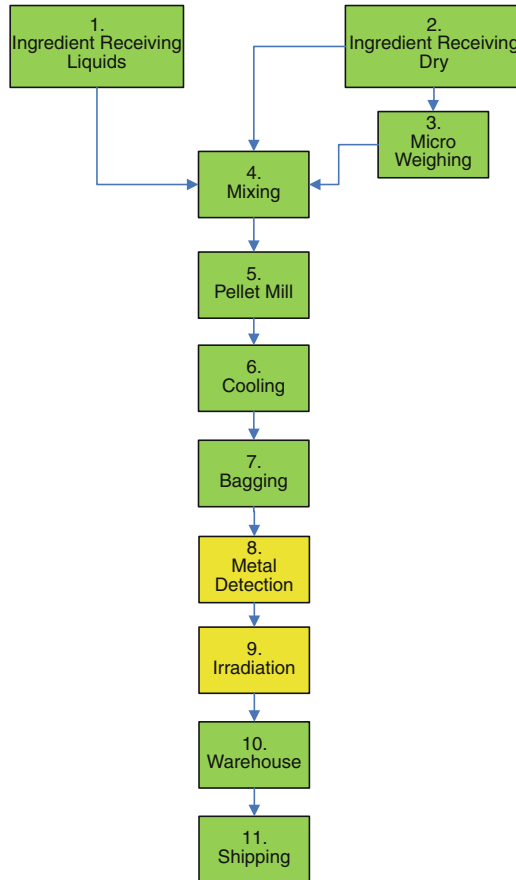 1.
Ingredient Receiving
Liquids
2.
Ingredient Receiving
Dry
3.
Micro
Weighing
4.
Mixing
5.
Pellet Mill
6.
Cooling
7.
Bagging
8.
Metal
Detection
9.
Irradiation
10.
Warehouse
11.
Shipping